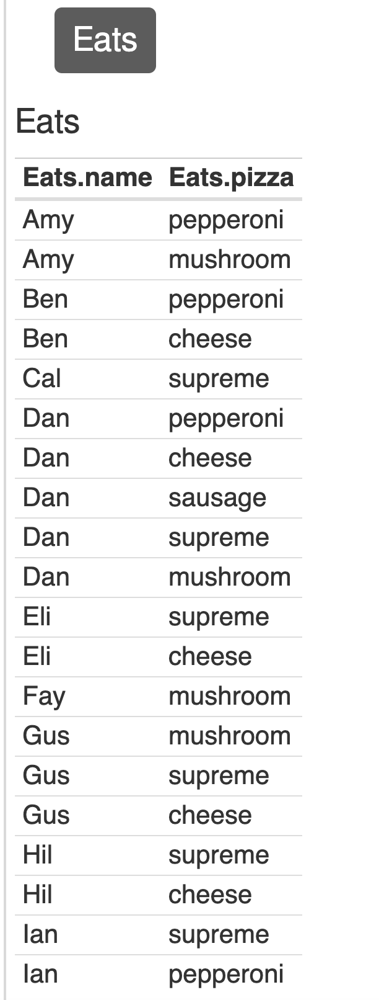 Eats
Eats
Eats.name Eats.pizza
Amy pepperoni
Amy mushroom
Ben pepperoni
Ben cheese
Cal supreme
Dan pepperoni
Dan cheese
Dan sausage
Dan supreme
Dan mushroom
Eli supreme
Eli cheese
Fay mushroom
Gus mushroom
Gus supreme
Gus cheese
Hil supreme
Hil cheese
Ian supreme
Ian pepperoni